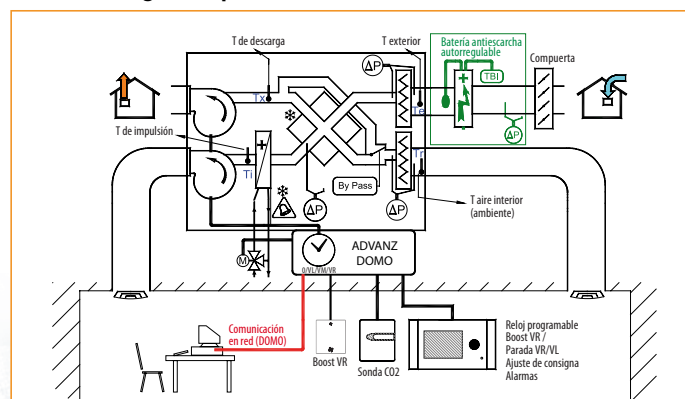 T de descarga
T exterior
Batería antiescarcha
autorregulable
Compuerta
ΔP
TBI
Tx
Te
ΔP
T de impulsión
Ti
Tr
By Pass
ΔP
ΔP
T aire interior
(ambiente)
M
ADVANZ
DOMO
0/VL/VM/VR
Comunicación
en red (DOMO)
Boost VR
Sonda CO2
Reloj programable
Boost VR /
Parada VR/VL
Ajuste de consigna
Alarmas